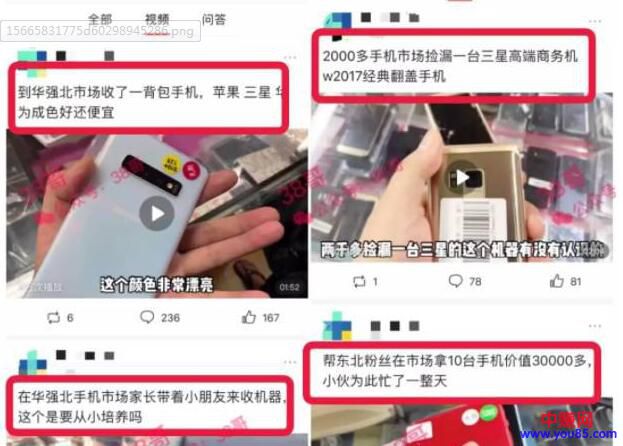 全部
视频
问答
15665831775d60298945286.png
到华强北市场收了一背包手机，苹果 三星 华
为成色好还便宜
这个颜色非常漂亮
次播放
01:52
6
236
167
2000多手机市场捡漏一台三星高端商务机
w2017经典翻盖手机
38哥
两千多捡漏一台三星的这个机器有没有认识的
1
78
81
在华强北手机市场家长带着小朋友来收机器，
这个是要从小培养吗
帮东北粉丝在市场拿10台手机价值30000多，
小伙为此忙了一整天
www.you85.com